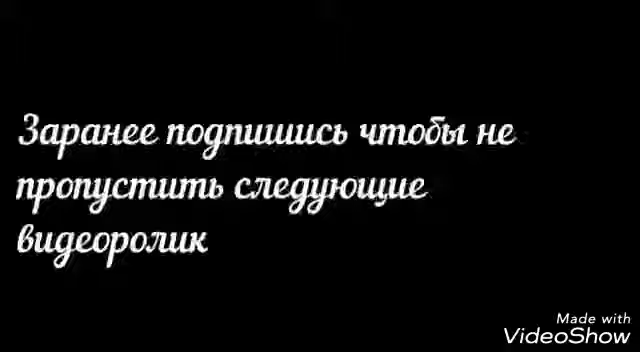 Заранее подпишись чтобы не
пропустить следующие
видеоролик
Made with
VideoShow